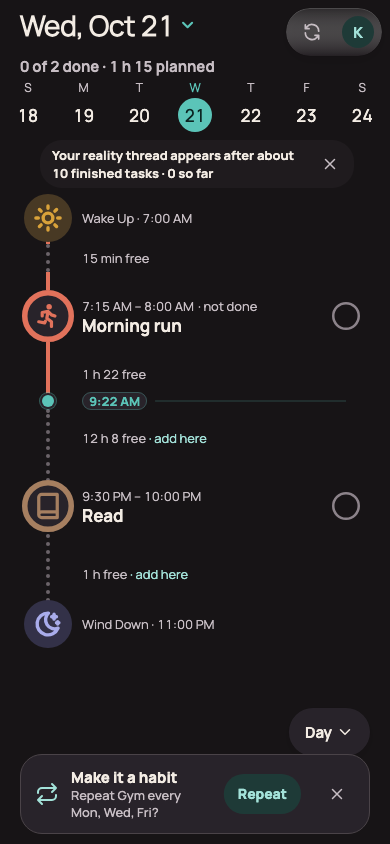 Wed, Oct 21
K
0 of 2 done · 1 h 15 planned
S M T W T F S
18 19 20 21 22 23 24
Your reality thread appears after about
10 finished tasks · 0 so far
Wake Up · 7:00 AM
15 min free
7:15 AM – 8:00 AM · not done
Morning run
1 h 22 free
9:22 AM
12 h 8 free · add here
9:30 PM – 10:00 PM
Read
1 h free · add here
Wind Down · 11:00 PM
Day
Make it a habit
Repeat Gym every
Mon, Wed, Fri?
Repeat